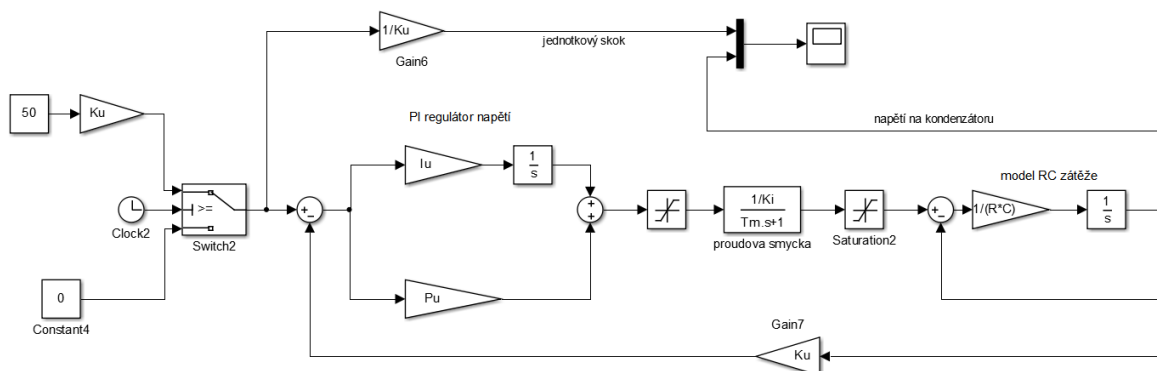 1/Ku
jednotkový skok
Gain6
50
Ku
PI regulátor napětí
napětí na kondenzátoru
Iu
1
s
model RC zátěže
>=
Clock2
Switch2
+
−
+
+
1/Ki
Tm.s+1
proudova smycka
Saturation2
+
−
1/(R*C)
1
s
0
Constant4
Pu
Gain7
Ku